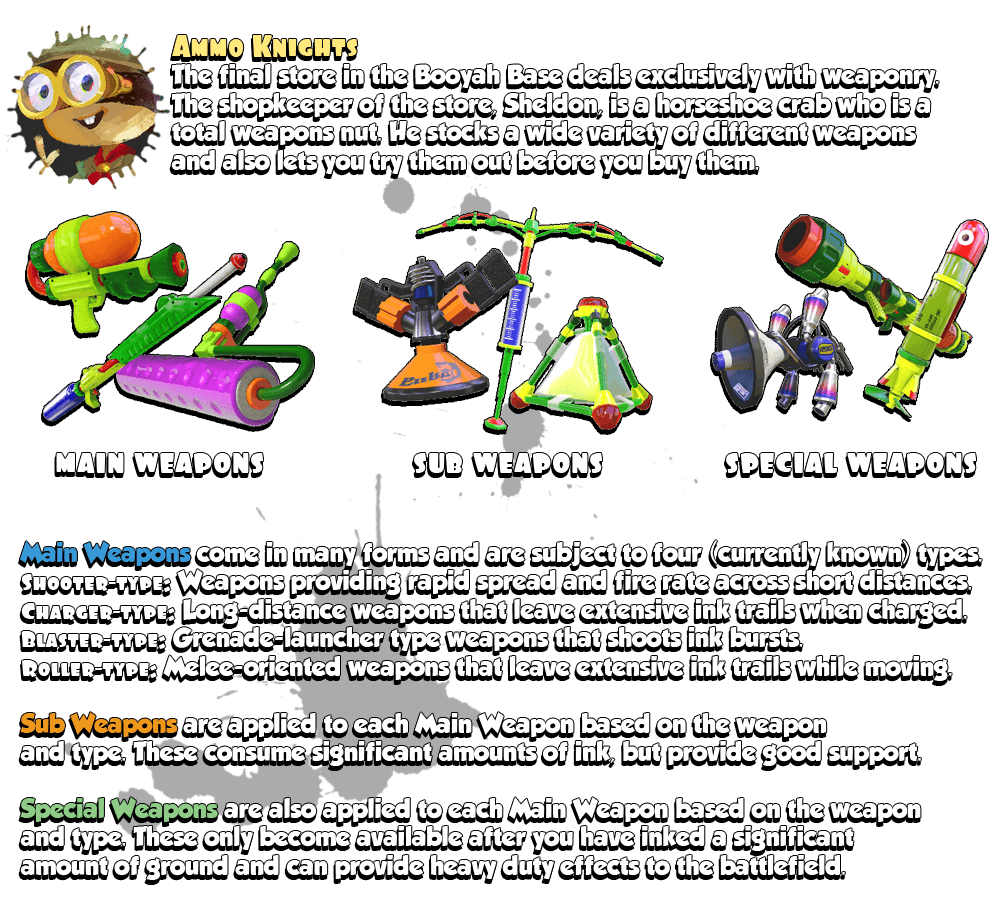 Ammo Knights
The final store in the Booyah Base deals exclusively with weaponry.
The shopkeeper of the store, Sheldon, is a horseshoe crab who is a
total weapons nut. He stocks a wide variety of different weapons
and also lets you try them out before you buy them.
MAIN WEAPONS
SUB WEAPONS
SPECIAL WEAPONS
Main Weapons come in many forms and are subject to four (currently known) types.
Shooter-type; Weapons providing rapid spread and fire rate across short distances.
Charger-type; Long-distance weapons that leave extensive ink trails when charged.
Blaster-type; Grenade-launcher type weapons that shoots ink bursts.
Roller-type; Melee-oriented weapons that leave extensive ink trails while moving.
Sub Weapons are applied to each Main Weapon based on the weapon
and type. These consume significant amounts of ink, but provide good support.
Special Weapons are also applied to each Main Weapon based on the weapon
and type. These only become available after you have inked a significant
amount of ground and can provide heavy duty effects to the battlefield.